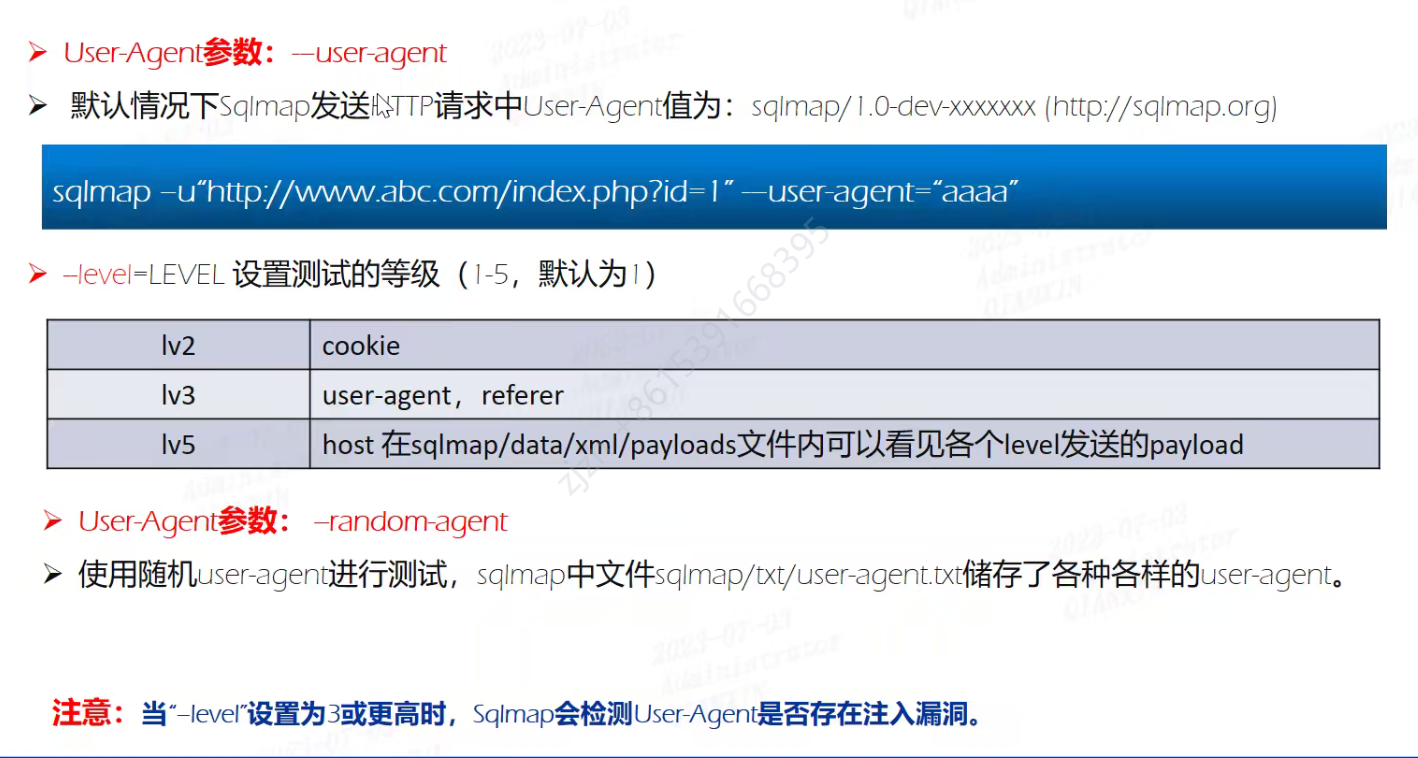 User-Agent参数：---user-agent
默认情况下Sqlmap发送HTTP请求中User-Agent值为：sqlmap/1.0-dev-xxxxxxx (http://sqlmap.org)
sqlmap –u“http://www.abc.com/index.php?id=1” ---user-agent=“aaaa”
–level=LEVEL 设置测试的等级（1-5，默认为1）
lv2 cookie
lv3 user-agent，referer
lv5 host 在sqlmap/data/xml/payloads文件内可以看见各个level发送的payload
User-Agent参数： –random-agent
使用随机user-agent进行测试，sqlmap中文件sqlmap/txt/user-agent.txt储存了各种各样的user-agent。
注意：当“–level”设置为3或更高时，Sqlmap会检测User-Agent是否存在注入漏洞。
2023-07-03
Administrator
QIANXIN